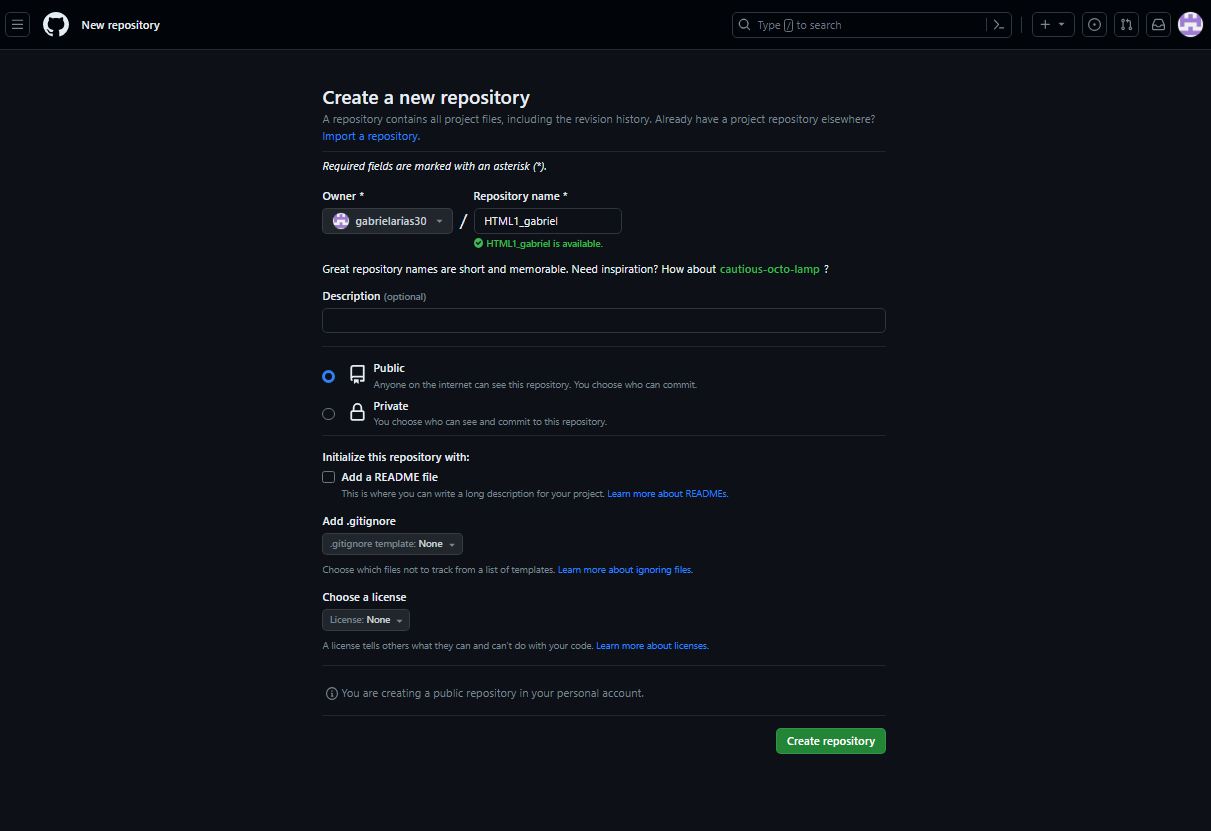 New repository
Type / to search
Create a new repository
A repository contains all project files, including the revision history. Already have a project repository elsewhere?
Import a repository.
Required fields are marked with an asterisk (*).
Owner * Repository name *
gabrielarias30 / HTML1_gabriel
HTML1_gabriel is available.
Great repository names are short and memorable. Need inspiration? How about cautious-octo-lamp ?
Description (optional)
Public
Anyone on the internet can see this repository. You choose who can commit.
Private
You choose who can see and commit to this repository.
Initialize this repository with:
Add a README file
This is where you can write a long description for your project. Learn more about READMEs.
Add .gitignore
.gitignore template: None
Choose which files not to track from a list of templates. Learn more about ignoring files.
Choose a license
License: None
A license tells others what they can and can't do with your code. Learn more about licenses.
You are creating a public repository in your personal account.
Create repository